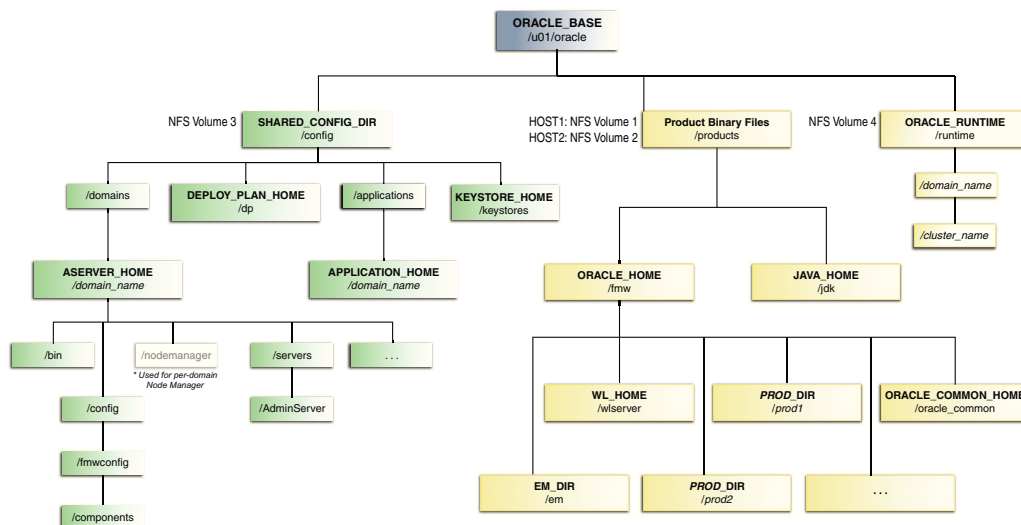 ORACLE_BASE
/u01/oracle
NFS Volume 3
SHARED_CONFIG_DIR
/config
HOST1: NFS Volume 1
HOST2: NFS Volume 2
Product Binary Files
/products
NFS Volume 4
ORACLE_RUNTIME
/runtime
/domains
DEPLOY_PLAN_HOME
/dp
/applications
KEYSTORE_HOME
/keystores
/domain_name
/cluster_name
ASERVER_HOME
/domain_name
APPLICATION_HOME
/domain_name
ORACLE_HOME
/fmw
JAVA_HOME
/jdk
/bin
/nodemanager
* Used for per-domain
Node Manager
/servers
. . .
/config
/AdminServer
WL_HOME
/wlserver
PROD_DIR
/prod1
ORACLE_COMMON_HOME
/oracle_common
/fmwconfig
/components
EM_DIR
/em
PROD_DIR
/prod2
. . .